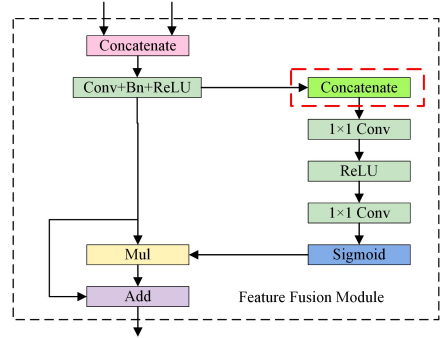 Concatenate
Conv+Bn+ReLU
Concatenate
1×1 Conv
ReLU
1×1 Conv
Mul
Sigmoid
Add
Feature Fusion Module